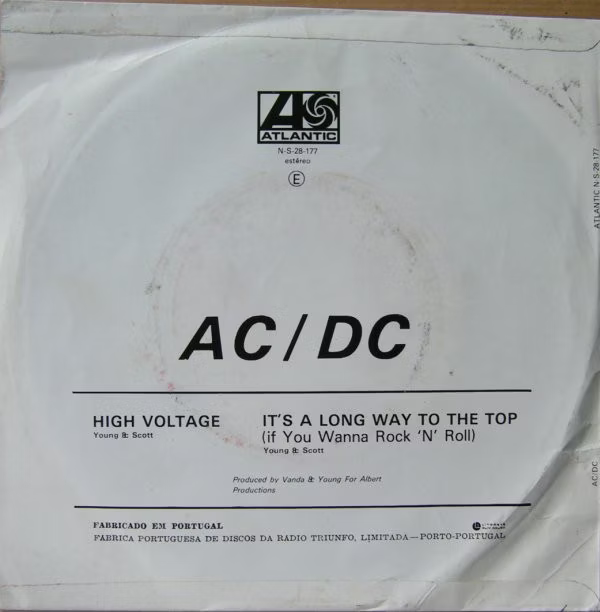 ATLANTIC
N-S-28-177
estéreo
E
AC/DC
HIGH VOLTAGE
Young & Scott
IT'S A LONG WAY TO THE TOP
(if You Wanna Rock 'N' Roll)
Young & Scott
Produced by Vanda & Young For Albert
Productions
FABRICADO EM PORTUGAL
FABRICA PORTUGUESA DE DISCOS DA RADIO TRIUNFO, LIMITADA — PORTO-PORTUGAL
ATLANTIC N-S-28-177
AC/DC